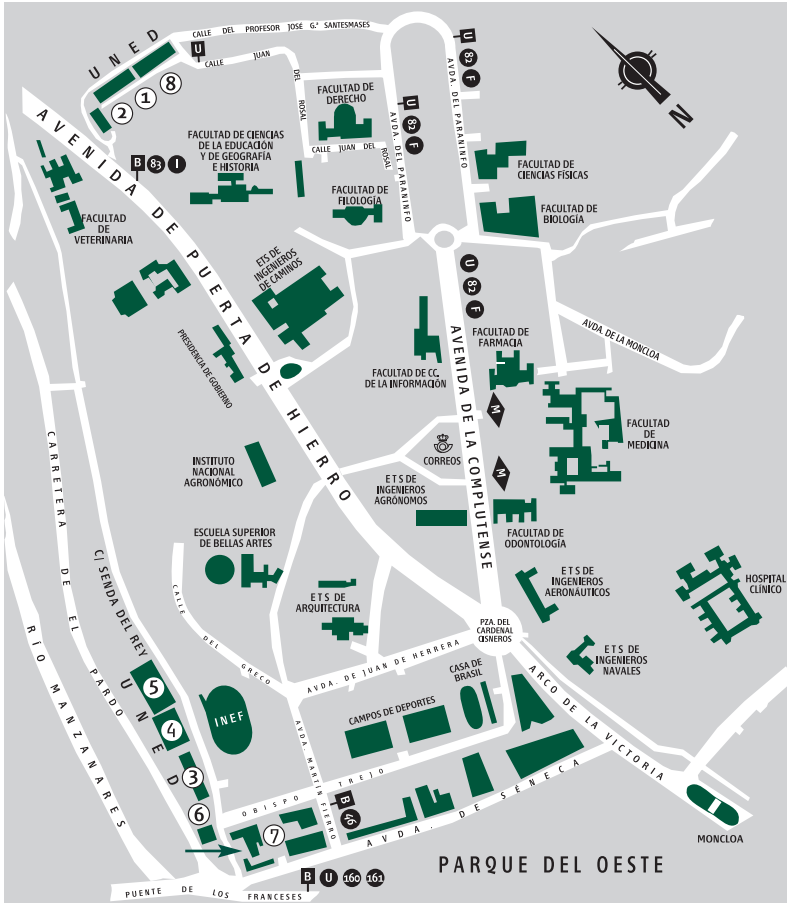 CALLE DEL PROFESOR JOSÉ G.ª SANTESMASES
UNED
U
CALLE JUAN DEL ROSAL
8
1
2
U
82
F
AVDA. DEL PARANINFO
U
82
F
AVDA. DEL PARANINFO
N
FACULTAD DE
DERECHO
CALLE JUAN DEL ROSAL
AVENIDA DE PUERTA DE HIERRO
B
83
I
FACULTAD DE CIENCIAS
DE LA EDUCACIÓN
Y DE GEOGRAFÍA
E HISTORIA
FACULTAD DE
CIENCIAS FÍSICAS
FACULTAD DE
FILOLOGÍA
FACULTAD DE
BIOLOGÍA
FACULTAD
DE
VETERINARIA
ETS DE
INGENIEROS
DE CAMINOS
U
82
F
AVENIDA DE LA COMPLUTENSE
AVDA. DE LA MONCLOA
FACULTAD DE
FARMACIA
PRESIDENCIA DE GOBIERNO
FACULTAD DE CC.
DE LA INFORMACIÓN
M
FACULTAD
DE
MEDICINA
CORREOS
M
CARRETERA DE EL PARDO
INSTITUTO
NACIONAL
AGRONÓMICO
E T S DE
INGENIEROS
AGRÓNOMOS
FACULTAD DE
ODONTOLOGÍA
ESCUELA SUPERIOR
DE BELLAS ARTES
C/ SENDA DEL REY
CALLE DEL GRECO
E T S DE
ARQUITECTURA
E T S DE
INGENIEROS
AERONÁUTICOS
HOSPITAL
CLÍNICO
PZA. DEL
CARDENAL
CISNEROS
RÍO MANZANARES
AVDA. DE JUAN DE HERRERA
E T S DE
INGENIEROS
NAVALES
CASA DE
BRASIL
ARCO DE LA VICTORIA
UNED
5
4
3
6
INEF
CAMPOS DE DEPORTES
AVDA. MARTÍN FIERRO
OBISPO TREJO
B
46
7
AVDA. DE SÉNECA
MONCLOA
PARQUE DEL OESTE
B
U
160
161
PUENTE DE LOS FRANCESES